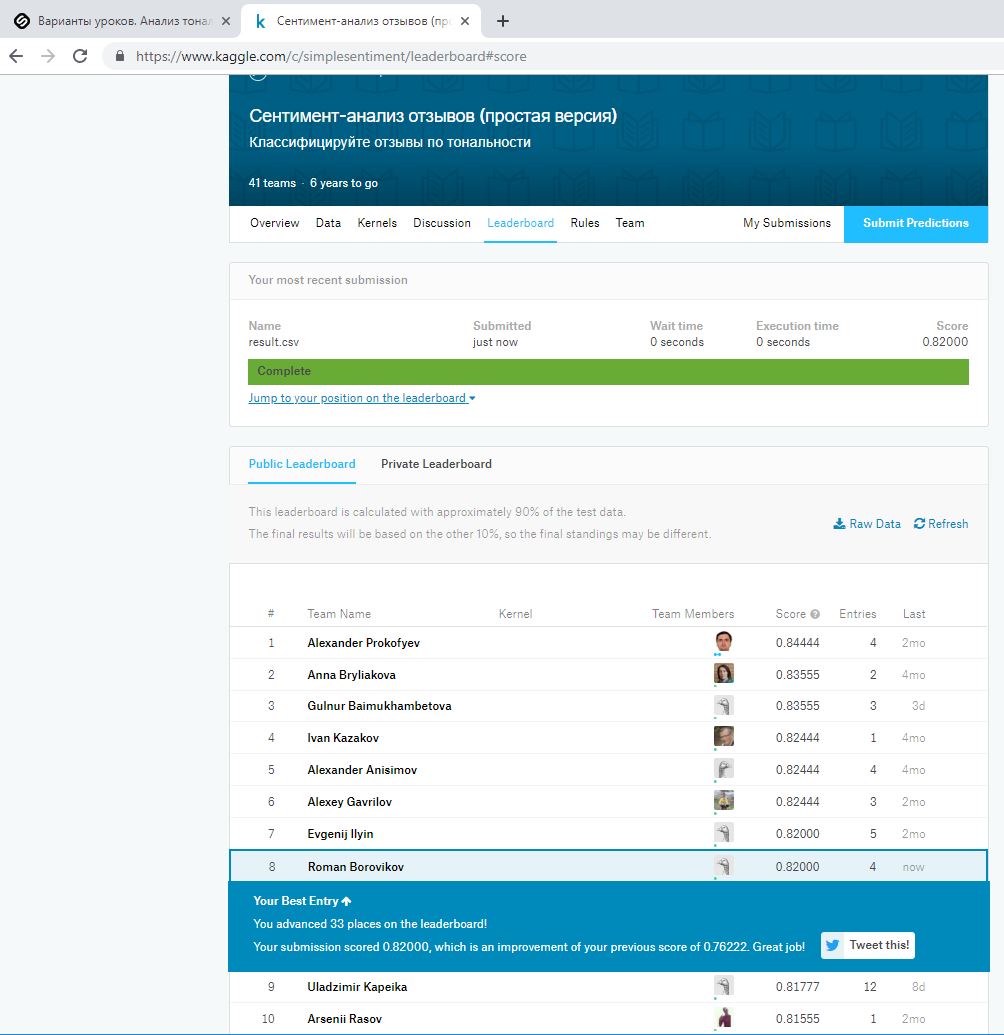 Варианты уроков. Анализ тонал
Сентимент-анализ отзывов (про
https://www.kaggle.com/c/simplesentiment/leaderboard#score
Сентимент-анализ отзывов (простая версия)
Классифицируйте отзывы по тональности
41 teams · 6 years to go
Overview Data Kernels Discussion Leaderboard Rules Team My Submissions Submit Predictions
Your most recent submission
Name Submitted Wait time Execution time Score
result.csv just now 0 seconds 0 seconds 0.82000
Complete
Jump to your position on the leaderboard
Public Leaderboard Private Leaderboard
This leaderboard is calculated with approximately 90% of the test data.
The final results will be based on the other 10%, so the final standings may be different.
Raw Data Refresh
# Team Name Kernel Team Members Score Entries Last
1 Alexander Prokofyev 0.84444 4 2mo
2 Anna Bryliakova 0.83555 2 4mo
3 Gulnur Baimukhambetova 0.83555 3 3d
4 Ivan Kazakov 0.82444 1 4mo
5 Alexander Anisimov 0.82444 4 4mo
6 Alexey Gavrilov 0.82444 3 2mo
7 Evgenij Ilyin 0.82000 5 2mo
8 Roman Borovikov 0.82000 4 now
Your Best Entry
You advanced 33 places on the leaderboard!
Your submission scored 0.82000, which is an improvement of your previous score of 0.76222. Great job! Tweet this!
9 Uladzimir Kapeika 0.81777 12 8d
10 Arsenii Rasov 0.81555 1 2mo